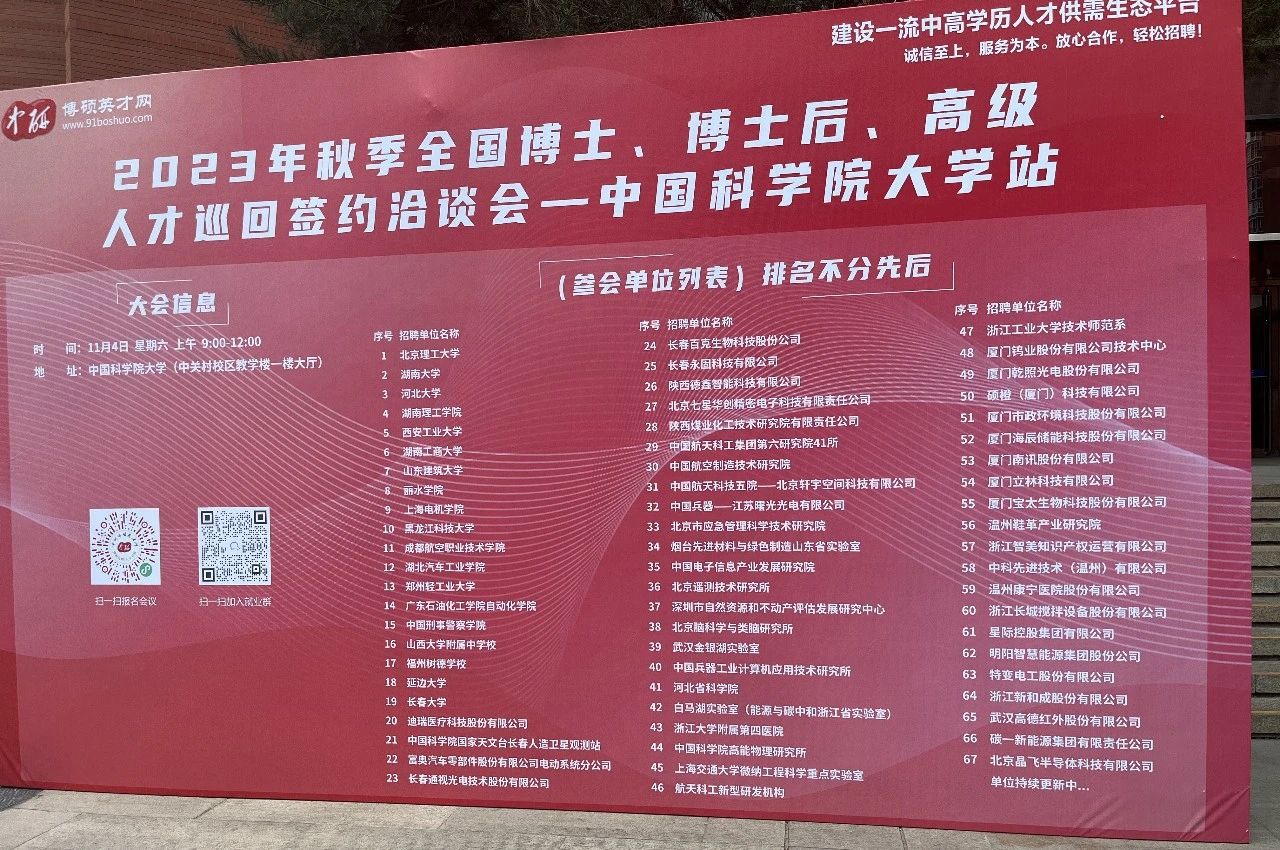 建设一流中高学历人才供需生态平台
诚信至上，服务为本。放心合作，轻松招聘！
中研
博硕英才网
www.91boshuo.com
2023年秋季全国博士、博士后、高级
人才巡回签约洽谈会—中国科学院大学站
大会信息
时 间：11月4日 星期六 上午 9:00-12:00
地 址：中国科学院大学（中关村校区教学楼一楼大厅）
扫一扫报名会议
扫一扫加入就业群
（参会单位列表）排名不分先后
序号 招聘单位名称
1 北京理工大学
2 湖南大学
3 河北大学
4 湖南理工学院
5 西安工业大学
6 湖南工商大学
7 山东建筑大学
8 丽水学院
9 上海电机学院
10 黑龙江科技大学
11 成都航空职业技术学院
12 湖北汽车工业学院
13 郑州轻工业大学
14 广东石油化工学院自动化学院
15 中国刑事警察学院
16 山西大学附属中学校
17 福州树德学校
18 延边大学
19 长春大学
20 迪瑞医疗科技股份有限公司
21 中国科学院国家天文台长春人造卫星观测站
22 富奥汽车零部件股份有限公司电动系统分公司
23 长春通视光电技术股份有限公司
序号 招聘单位名称
24 长春百克生物科技股份公司
25 长春永固科技有限公司
26 陕西德鑫智能科技有限公司
27 北京七星华创精密电子科技有限责任公司
28 陕西煤业化工技术研究院有限责任公司
29 中国航天科工集团第六研究院41所
30 中国航空制造技术研究院
31 中国航天科技五院——北京轩宇空间科技有限公司
32 中国兵器——江苏曙光光电有限公司
33 北京市应急管理科学技术研究院
34 烟台先进材料与绿色制造山东省实验室
35 中国电子信息产业发展研究院
36 北京遥测技术研究所
37 深圳市自然资源和不动产评估发展研究中心
38 北京脑科学与类脑研究所
39 武汉金银湖实验室
40 中国兵器工业计算机应用技术研究所
41 河北省科学院
42 白马湖实验室（能源与碳中和浙江省实验室）
43 浙江大学附属第四医院
44 中国科学院高能物理研究所
45 上海交通大学微纳工程科学重点实验室
46 航天科工新型研发机构
序号 招聘单位名称
47 浙江工业大学技术师范系
48 厦门钨业股份有限公司技术中心
49 厦门乾照光电股份有限公司
50 硕橙（厦门）科技有限公司
51 厦门市政环境科技股份有限公司
52 厦门海辰储能科技股份有限公司
53 厦门南讯股份有限公司
54 厦门立林科技有限公司
55 厦门宝太生物科技股份有限公司
56 温州鞋革产业研究院
57 浙江智美知识产权运营有限公司
58 中科先进技术（温州）有限公司
59 温州康宁医院股份有限公司
60 浙江长城搅拌设备股份有限公司
61 星际控股集团有限公司
62 明阳智慧能源集团股份公司
63 特变电工股份有限公司
64 浙江新和成股份有限公司
65 武汉高德红外股份有限公司
66 碳一新能源集团有限责任公司
67 北京晶飞半导体科技有限公司
单位持续更新中...